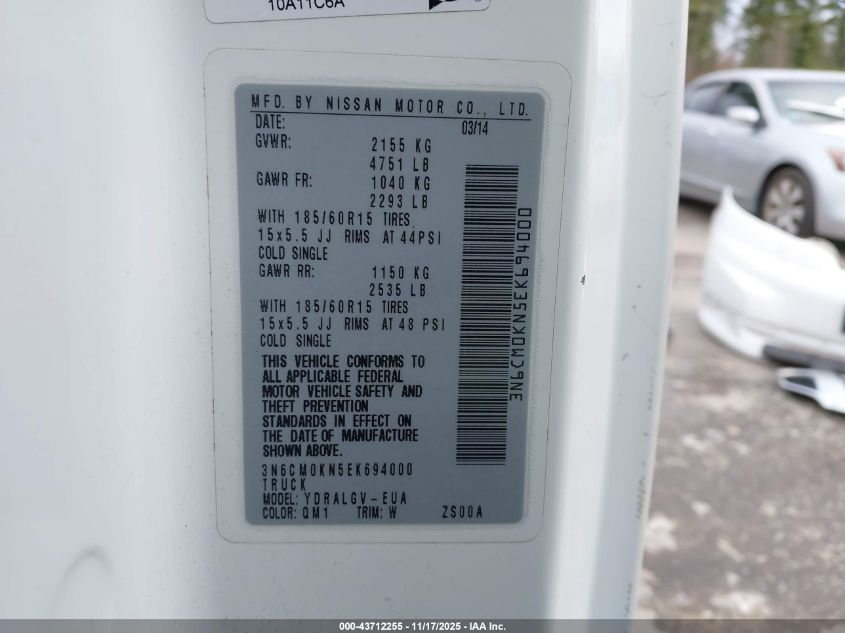 10A11C6A
MFD. BY NISSAN MOTOR CO., LTD.
DATE: 03/14
GVWR: 2155 KG
4751 LB
GAWR FR: 1040 KG
2293 LB
WITH 185/60R15 TIRES
15x5.5 JJ RIMS AT 44PSI
COLD SINGLE
GAWR RR: 1150 KG
2535 LB
WITH 185/60R15 TIRES
15x5.5 JJ RIMS AT 48 PSI
COLD SINGLE
THIS VEHICLE CONFORMS TO
ALL APPLICABLE FEDERAL
MOTOR VEHICLE SAFETY AND
THEFT PREVENTION
STANDARDS IN EFFECT ON
THE DATE OF MANUFACTURE
SHOWN ABOVE.
3N6CM0KN5EK694000
TRUCK
MODEL: YDRALGV-EUA
COLOR: QM1 TRIM: W ZS00A
3N6CM0KN5EK694000
000-43712255 - 11/17/2025 - IAA Inc.